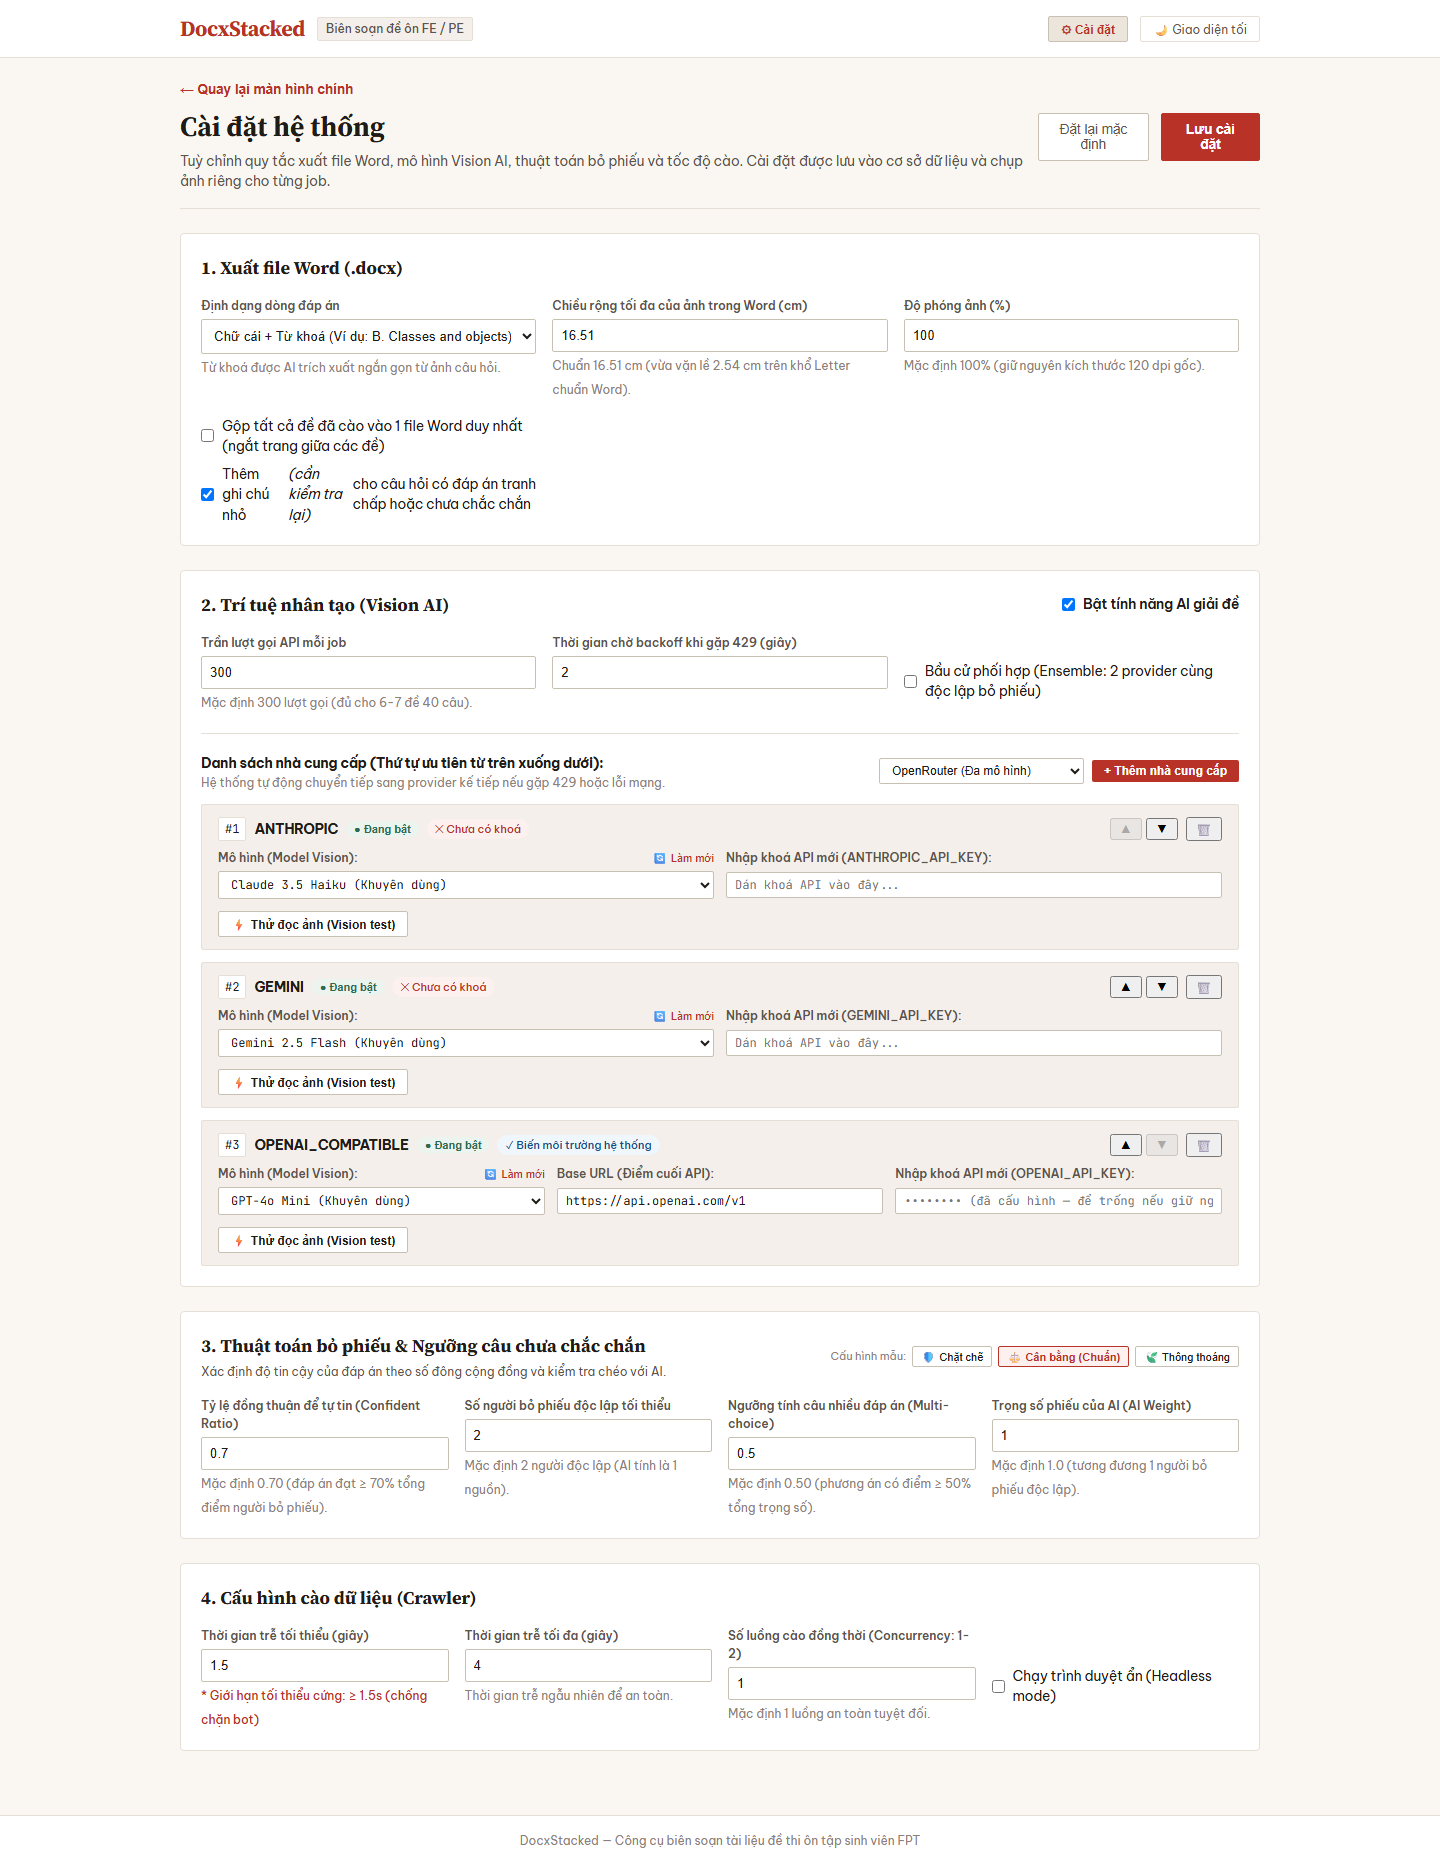 DocxStacked
Biên soạn đề ôn FE / PE
⚙ Cài đặt
🌙 Giao diện tối
← Quay lại màn hình chính
Cài đặt hệ thống
Đặt lại mặc
định
Lưu cài
đặt
Tuỳ chỉnh quy tắc xuất file Word, mô hình Vision AI, thuật toán bỏ phiếu và tốc độ cào. Cài đặt được lưu vào cơ sở dữ liệu và chụp
ảnh riêng cho từng job.
1. Xuất file Word (.docx)
Định dạng dòng đáp án
Chữ cái + Từ khoá (Ví dụ: B. Classes and objects)
Từ khoá được AI trích xuất ngắn gọn từ ảnh câu hỏi.
Chiều rộng tối đa của ảnh trong Word (cm)
16.51
Chuẩn 16.51 cm (vừa vặn lề 2.54 cm trên khổ Letter
chuẩn Word).
Độ phóng ảnh (%)
100
Mặc định 100% (giữ nguyên kích thước 120 dpi gốc).
Gộp tất cả đề đã cào vào 1 file Word duy nhất
(ngắt trang giữa các đề)
Thêm
ghi chú
nhỏ
(cần
kiểm tra
lại)
cho câu hỏi có đáp án tranh
chấp hoặc chưa chắc chắn
2. Trí tuệ nhân tạo (Vision AI)
Bật tính năng AI giải đề
Trần lượt gọi API mỗi job
300
Mặc định 300 lượt gọi (đủ cho 6-7 đề 40 câu).
Thời gian chờ backoff khi gặp 429 (giây)
2
Bầu cử phối hợp (Ensemble: 2 provider cùng
độc lập bỏ phiếu)
Danh sách nhà cung cấp (Thứ tự ưu tiên từ trên xuống dưới):
Hệ thống tự động chuyển tiếp sang provider kế tiếp nếu gặp 429 hoặc lỗi mạng.
OpenRouter (Đa mô hình)
+ Thêm nhà cung cấp
#1 ANTHROPIC ● Đang bật ✕ Chưa có khoá
▲ ▼ 🗑
Mô hình (Model Vision):
🔄 Làm mới
Claude 3.5 Haiku (Khuyên dùng)
Nhập khoá API mới (ANTHROPIC_API_KEY):
Dán khoá API vào đây...
⚡ Thử đọc ảnh (Vision test)
#2 GEMINI ● Đang bật ✕ Chưa có khoá
▲ ▼ 🗑
Mô hình (Model Vision):
🔄 Làm mới
Gemini 2.5 Flash (Khuyên dùng)
Nhập khoá API mới (GEMINI_API_KEY):
Dán khoá API vào đây...
⚡ Thử đọc ảnh (Vision test)
#3 OPENAI_COMPATIBLE ● Đang bật ✓ Biến môi trường hệ thống
▲ ▼ 🗑
Mô hình (Model Vision):
🔄 Làm mới
GPT-4o Mini (Khuyên dùng)
Base URL (Điểm cuối API):
https://api.openai.com/v1
Nhập khoá API mới (OPENAI_API_KEY):
•••••••• (đã cấu hình — để trống nếu giữ ng
⚡ Thử đọc ảnh (Vision test)
3. Thuật toán bỏ phiếu & Ngưỡng câu chưa chắc chắn
Xác định độ tin cậy của đáp án theo số đông cộng đồng và kiểm tra chéo với AI.
Cấu hình mẫu: 🛡️ Chặt chẽ ⚖️ Cân bằng (Chuẩn) 🌿 Thông thoáng
Tỷ lệ đồng thuận để tự tin (Confident
Ratio)
0.7
Mặc định 0.70 (đáp án đạt ≥ 70% tổng
điểm người bỏ phiếu).
Số người bỏ phiếu độc lập tối thiểu
2
Mặc định 2 người độc lập (AI tính là 1
nguồn).
Ngưỡng tính câu nhiều đáp án (Multi-
choice)
0.5
Mặc định 0.50 (phương án có điểm ≥ 50%
tổng trọng số).
Trọng số phiếu của AI (AI Weight)
1
Mặc định 1.0 (tương đương 1 người bỏ
phiếu độc lập).
4. Cấu hình cào dữ liệu (Crawler)
Thời gian trễ tối thiểu (giây)
1.5
* Giới hạn tối thiểu cứng: ≥ 1.5s (chống
chặn bot)
Thời gian trễ tối đa (giây)
4
Thời gian trễ ngẫu nhiên để an toàn.
Số luồng cào đồng thời (Concurrency: 1-
2)
1
Mặc định 1 luồng an toàn tuyệt đối.
Chạy trình duyệt ẩn (Headless
mode)
DocxStacked — Công cụ biên soạn tài liệu đề thi ôn tập sinh viên FPT